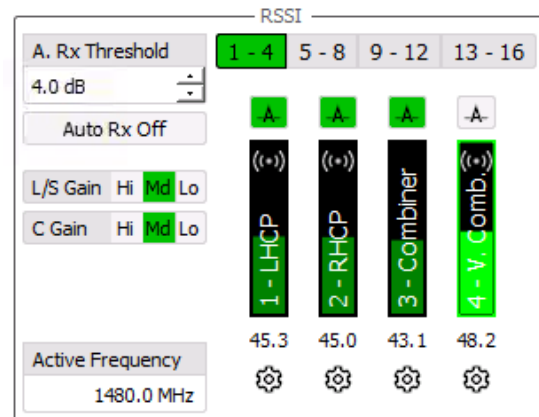 RSSI
A. Rx Threshold
4.0 dB
Auto Rx Off
L/S Gain Hi Md Lo
C Gain Hi Md Lo
Active Frequency
1480.0 MHz
1 - 4 5 - 8 9 - 12 13 - 16
A A A A
1 - LHCP
2 - RHCP
3 - Combiner
4 - V. Comb.
45.3 45.0 43.1 48.2